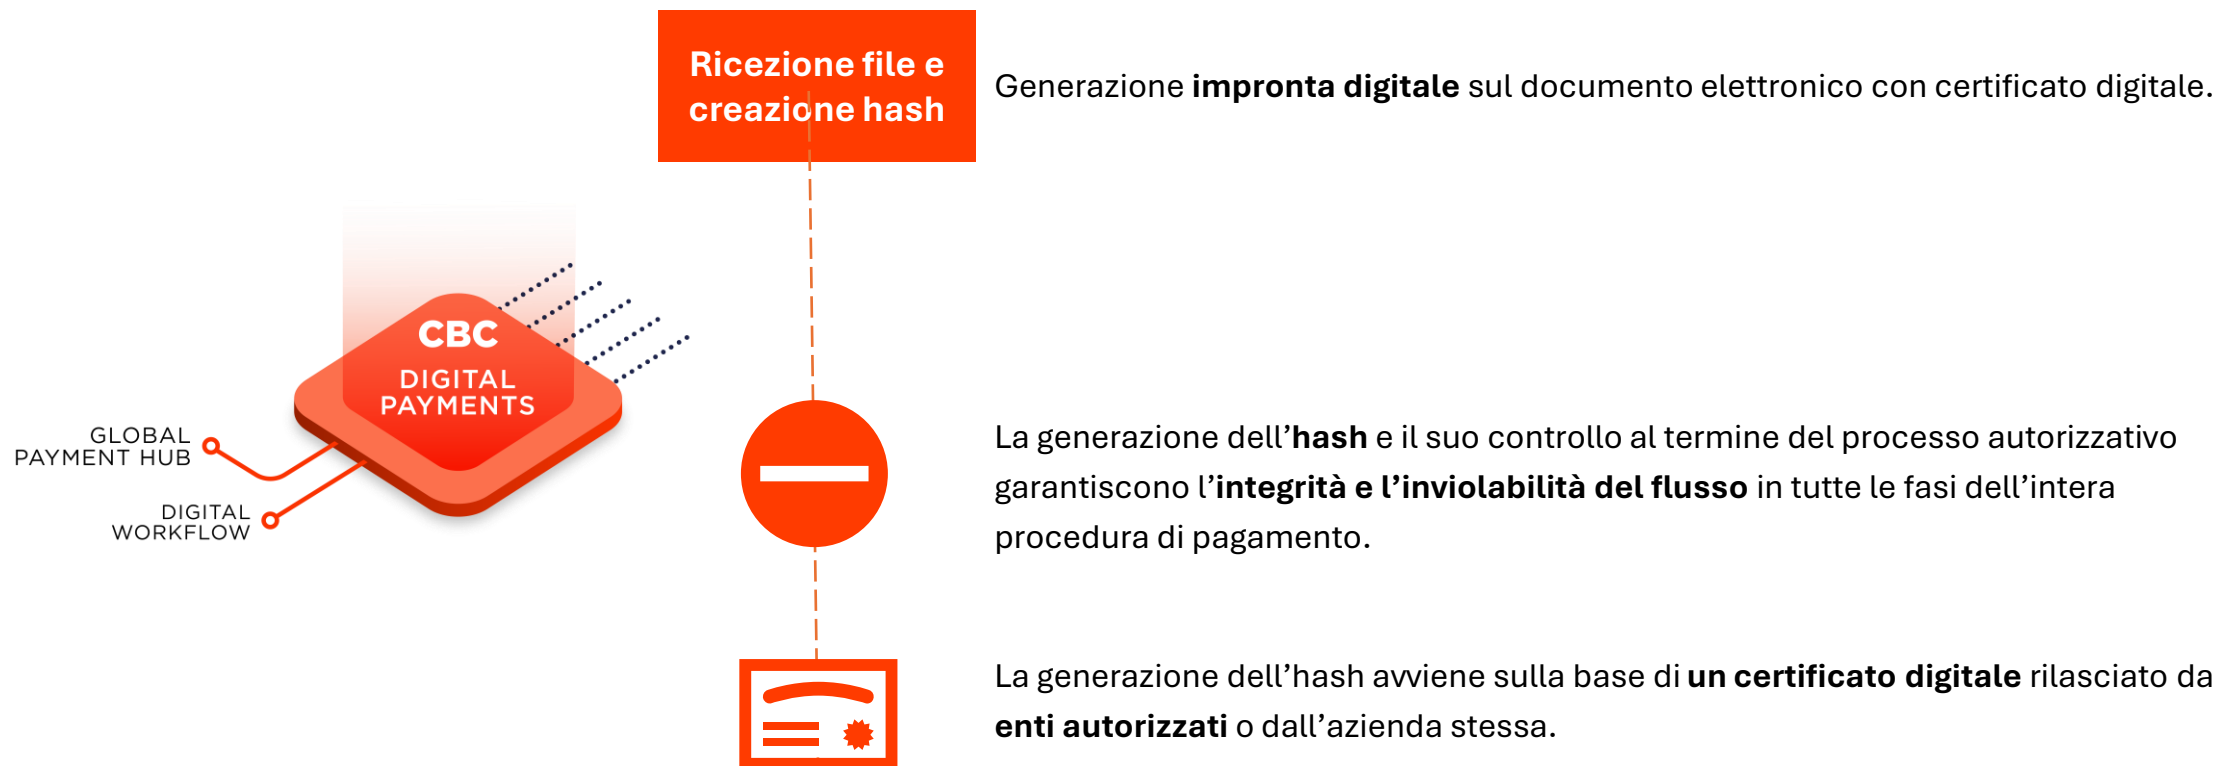 Ricezione file e
creazione hash
Generazione impronta digitale sul documento elettronico con certificato digitale.
CBC
DIGITAL
PAYMENTS
GLOBAL
PAYMENT HUB
DIGITAL
WORKFLOW
La generazione dell’hash e il suo controllo al termine del processo autorizzativo
garantiscono l’integrità e l’inviolabilità del flusso in tutte le fasi dell’intera
procedura di pagamento.
La generazione dell’hash avviene sulla base di un certificato digitale rilasciato da
enti autorizzati o dall’azienda stessa.